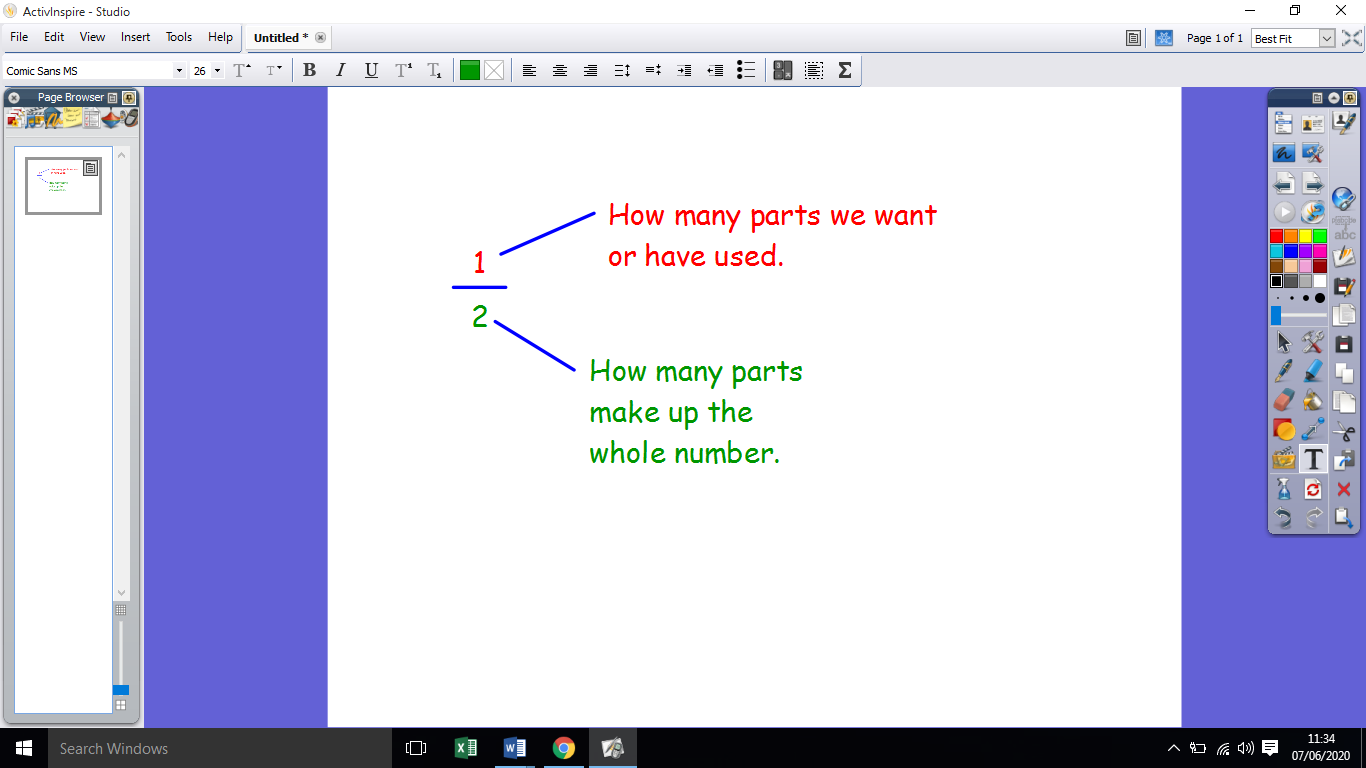 ActivInspire - Studio
File Edit View Insert Tools Help Untitled * Page 1 of 1 Best Fit
Comic Sans MS 26 B I U
Page Browser
How many parts we want
or have used.
1
2
How many parts
make up the
whole number.
abc
T
Search Windows
11:34
07/06/2020